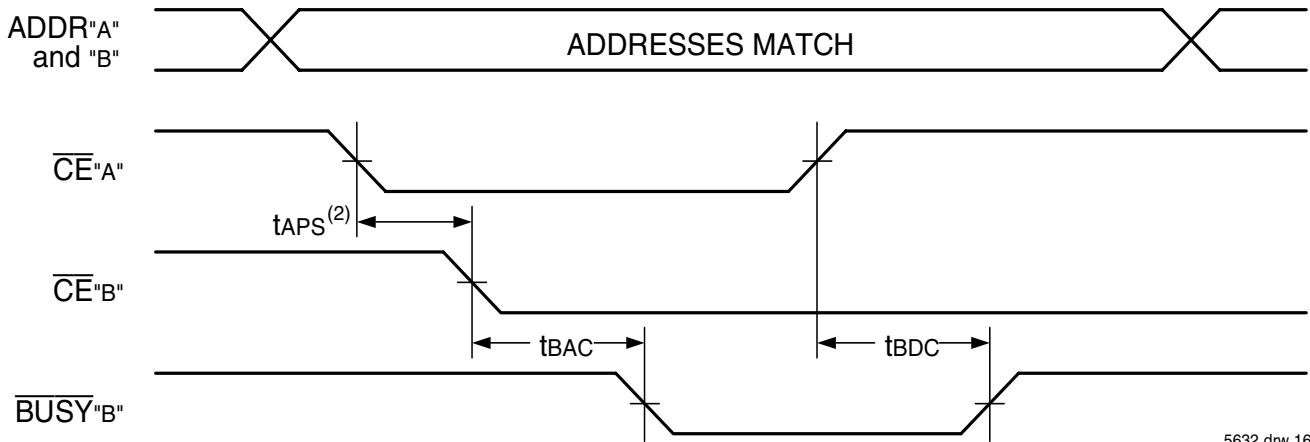 ADDR"A"
and "B"
ADDRESSES MATCH
CE"A"
tAPS(2)
CE"B"
tBAC
tBDC
BUSY"B"
5632 drw 16